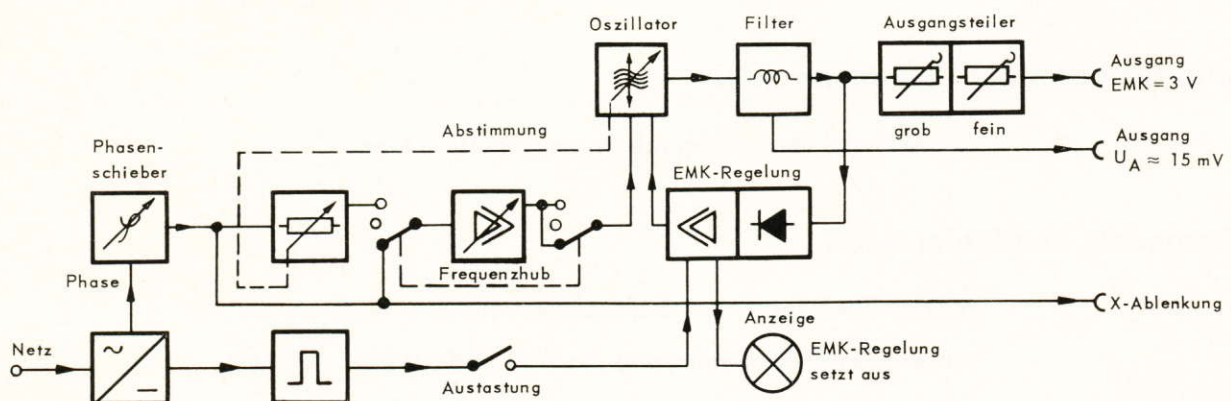 Oszillator
Filter
Ausgangsteiler
Ausgang
EMK = 3 V
grob
fein
Abstimmung
Ausgang
U_A ≈ 15 mV
Phasen-
schieber
EMK-Regelung
Phase
Frequenzhub
X-Ablenkung
Netz
~
—
Austastung
Anzeige
EMK-Regelung
setzt aus